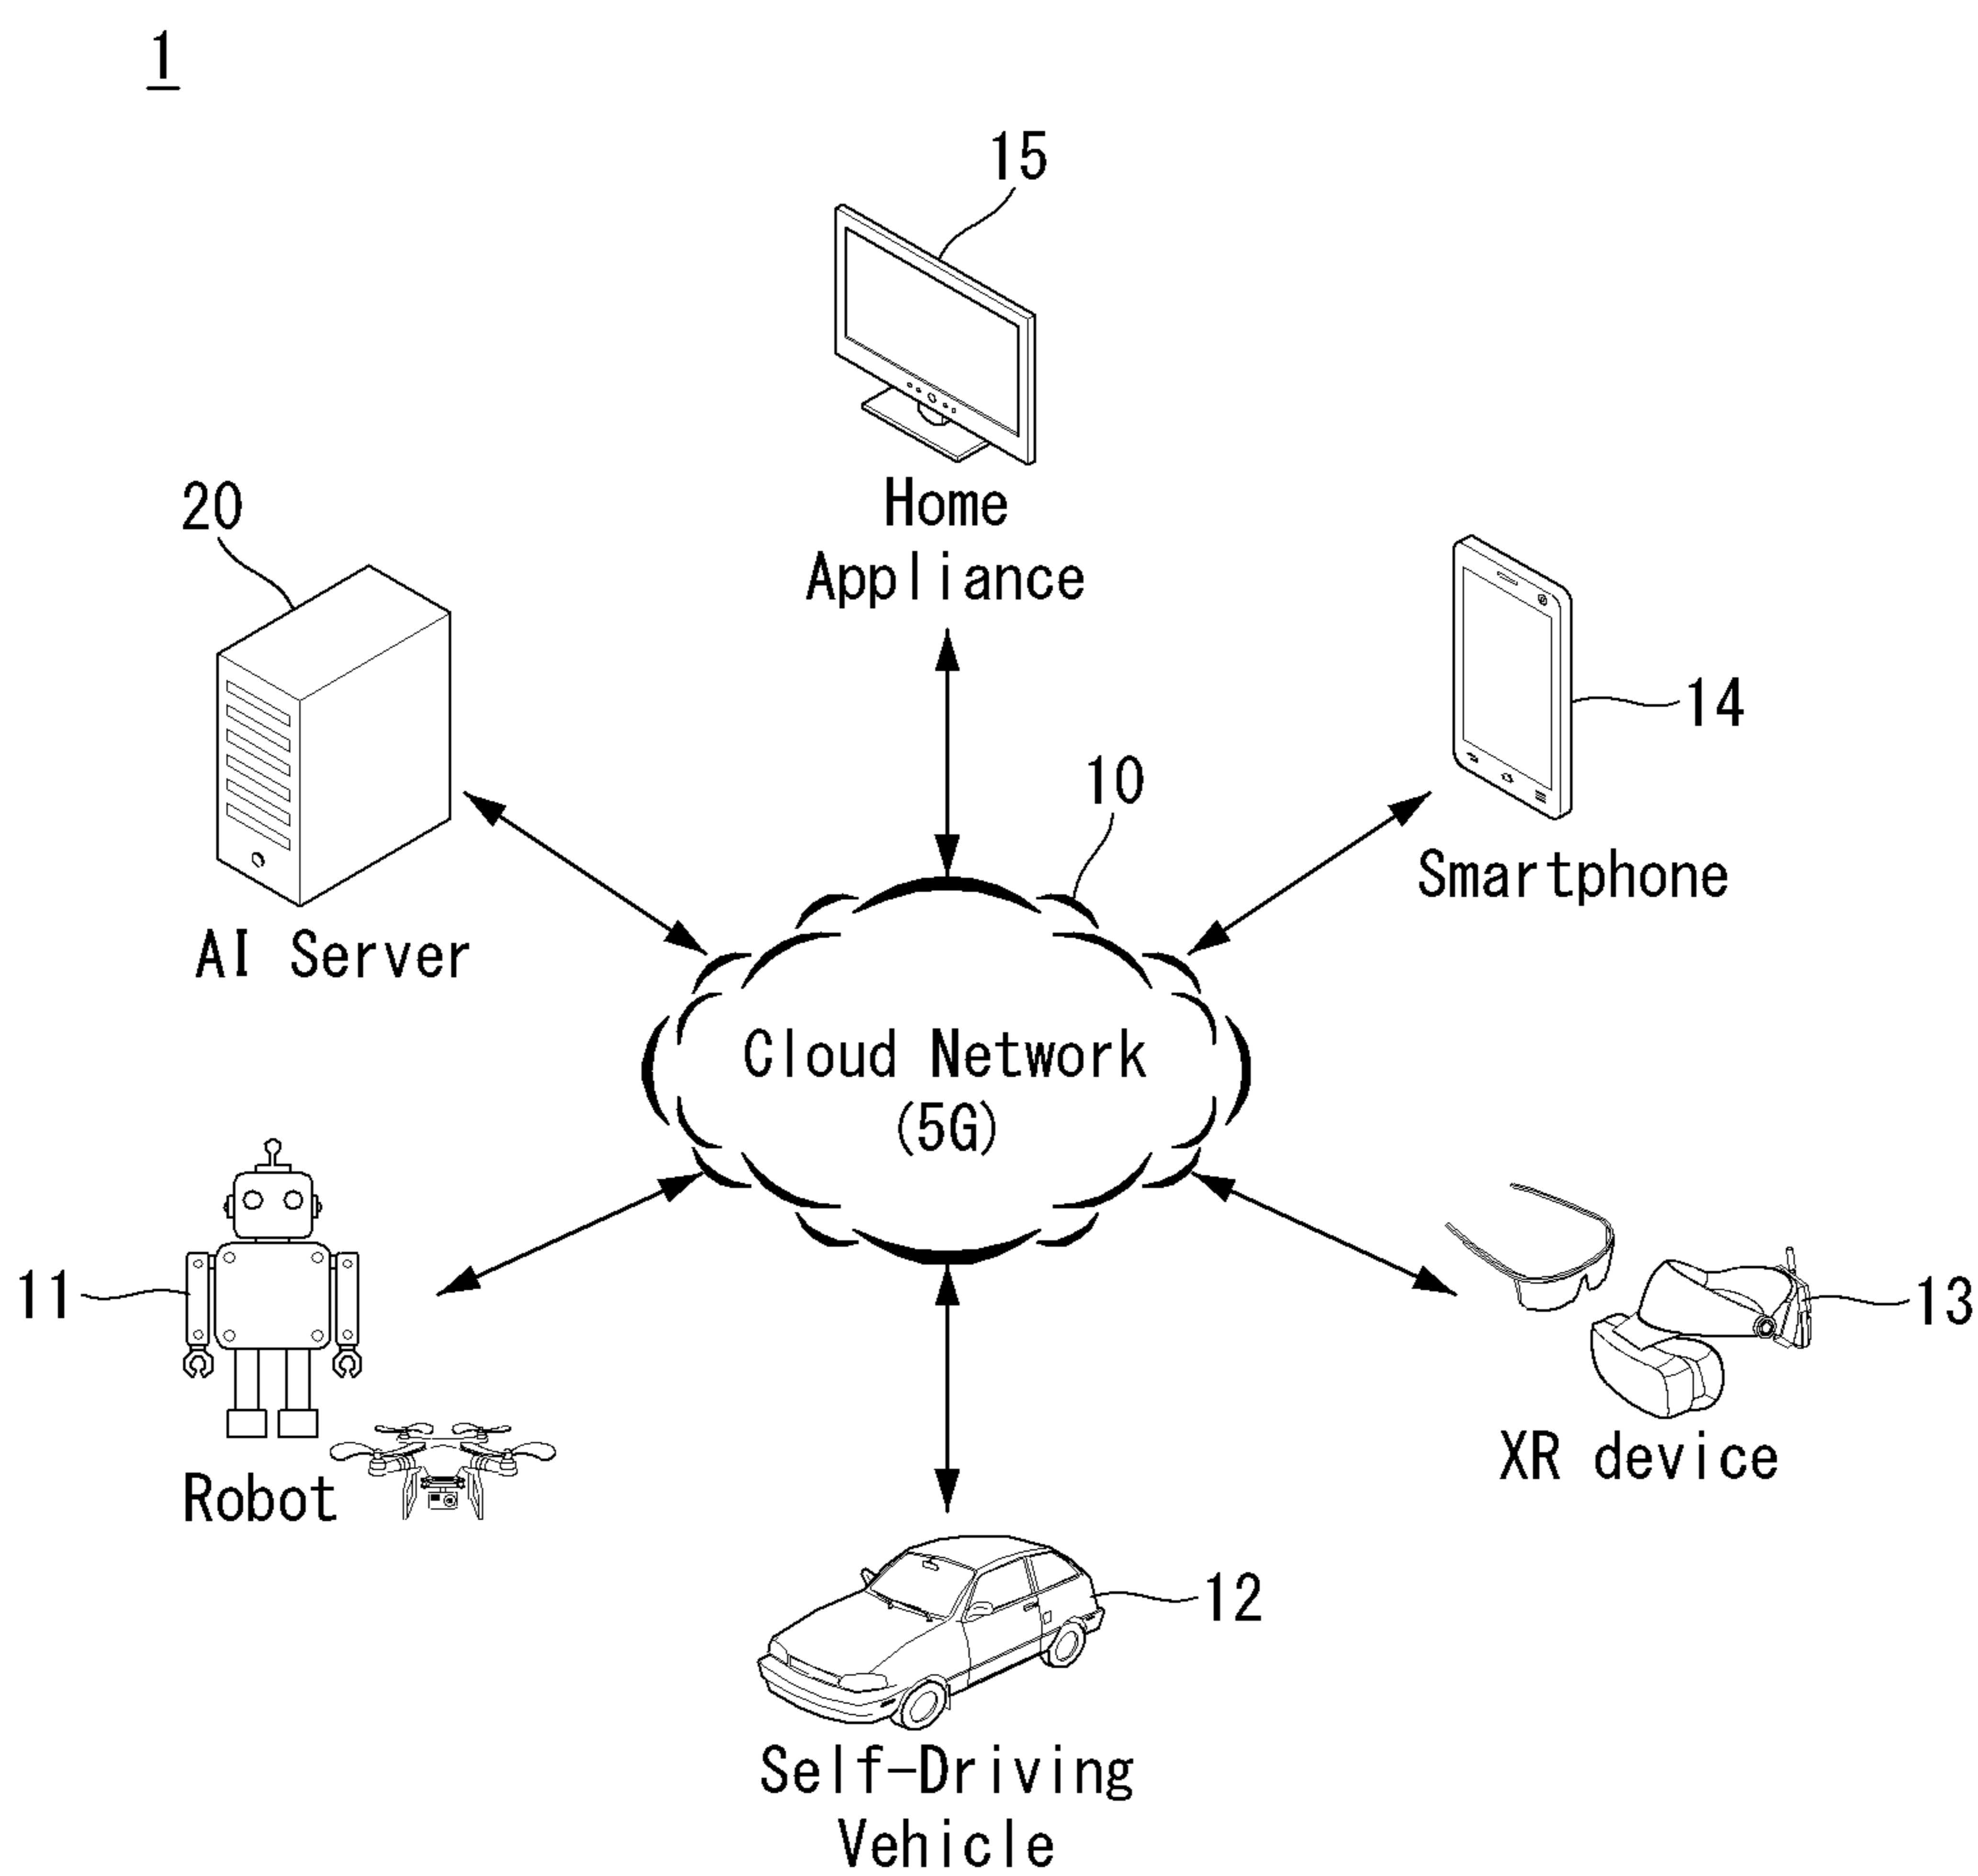 1
15
Home
Appliance
20
AI Server
14
Smartphone
10
Cloud Network
(5G)
11
Robot
13
XR device
12
Self-Driving
Vehicle